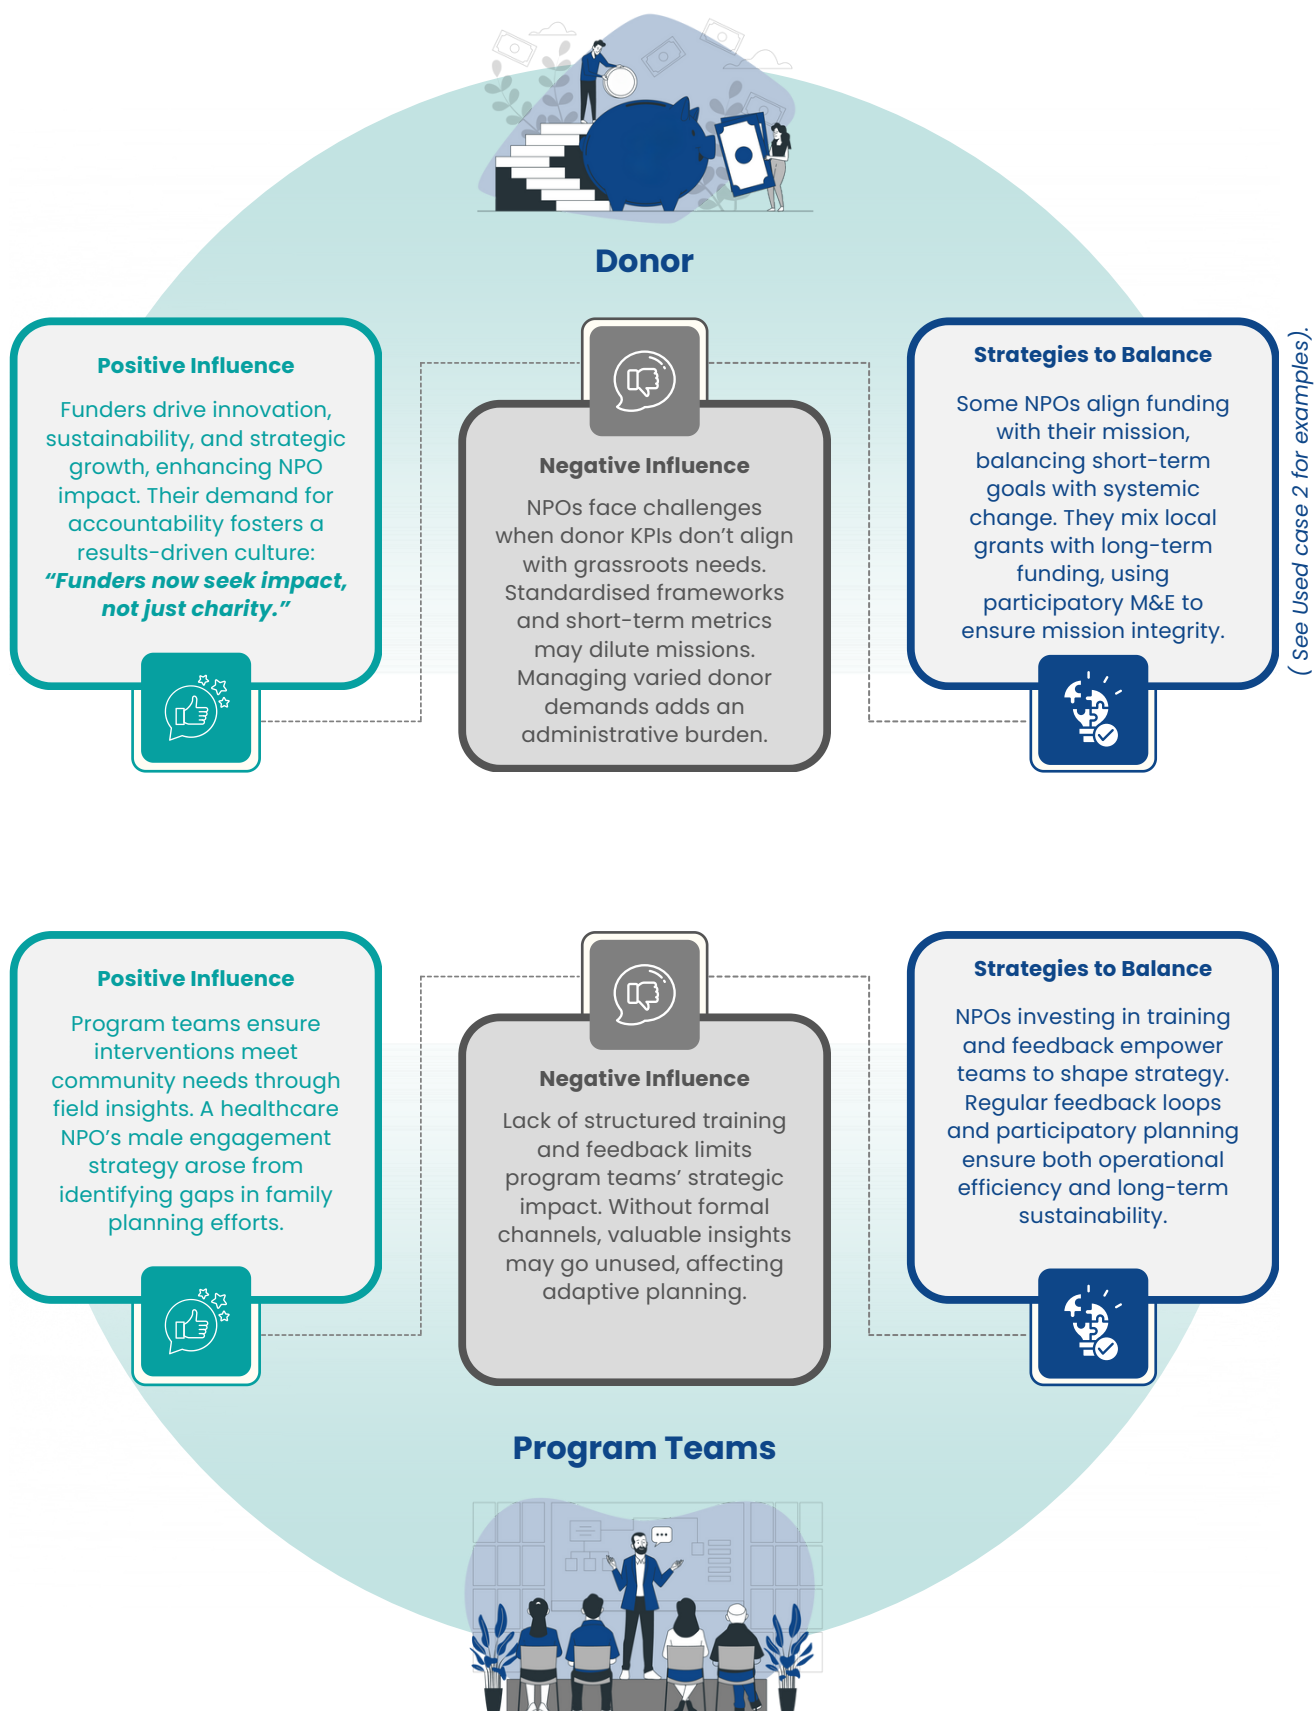 Donor
Positive Influence
Funders drive innovation,
sustainability, and strategic
growth, enhancing NPO
impact. Their demand for
accountability fosters a
results-driven culture:
“Funders now seek impact,
not just charity.”
Negative Influence
NPOs face challenges
when donor KPIs don’t align
with grassroots needs.
Standardised frameworks
and short-term metrics
may dilute missions.
Managing varied donor
demands adds an
administrative burden.
Strategies to Balance
Some NPOs align funding
with their mission,
balancing short-term
goals with systemic
change. They mix local
grants with long-term
funding, using
participatory M&E to
ensure mission integrity.
( See Used case 2 for examples).
Positive Influence
Program teams ensure
interventions meet
community needs through
field insights. A healthcare
NPO’s male engagement
strategy arose from
identifying gaps in family
planning efforts.
Negative Influence
Lack of structured training
and feedback limits
program teams’ strategic
impact. Without formal
channels, valuable insights
may go unused, affecting
adaptive planning.
Strategies to Balance
NPOs investing in training
and feedback empower
teams to shape strategy.
Regular feedback loops
and participatory planning
ensure both operational
efficiency and long-term
sustainability.
Program Teams